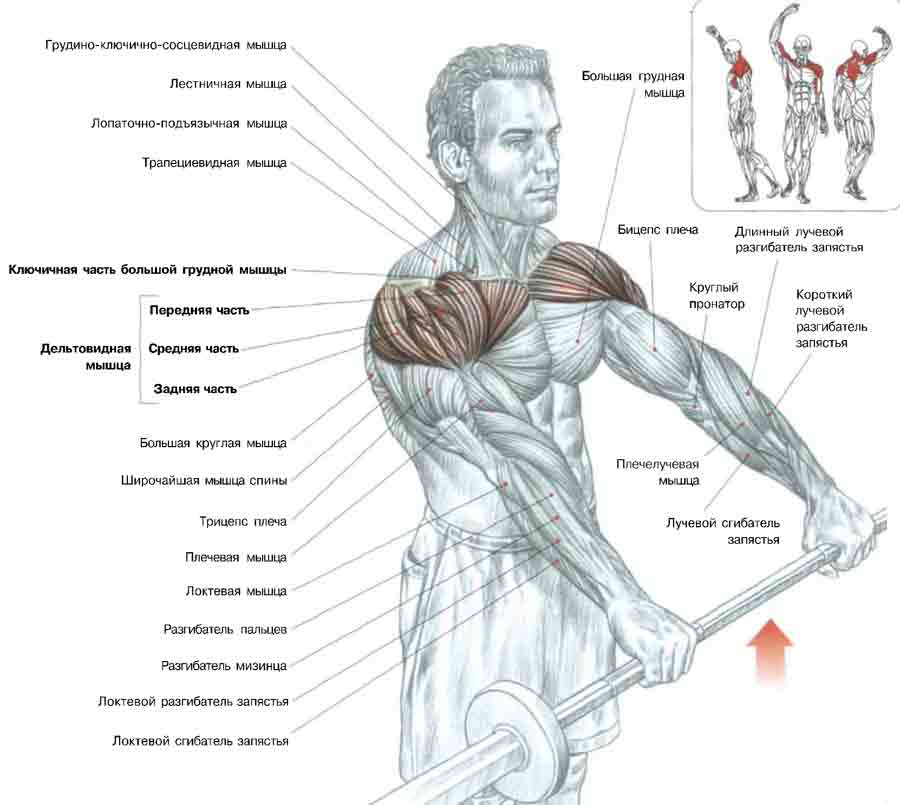 Грудино-ключично-сосцевидная мышца
Лестничная мышца
Лопаточно-подъязычная мышца
Трапециевидная мышца
Ключичная часть большой грудной мышцы
Дельтовидная
мышца
Передняя часть
Средняя часть
Задняя часть
Большая круглая мышца
Широчайшая мышца спины
Трицепс плеча
Плечевая мышца
Локтевая мышца
Разгибатель пальцев
Разгибатель мизинца
Локтевой разгибатель запястья
Локтевой сгибатель запястья
Большая грудная
мышца
Бицепс плеча
Длинный лучевой
разгибатель запястья
Круглый
пронатор
Короткий
лучевой
разгибатель
запястья
Плечелучевая
мышца
Лучевой сгибатель
запястья